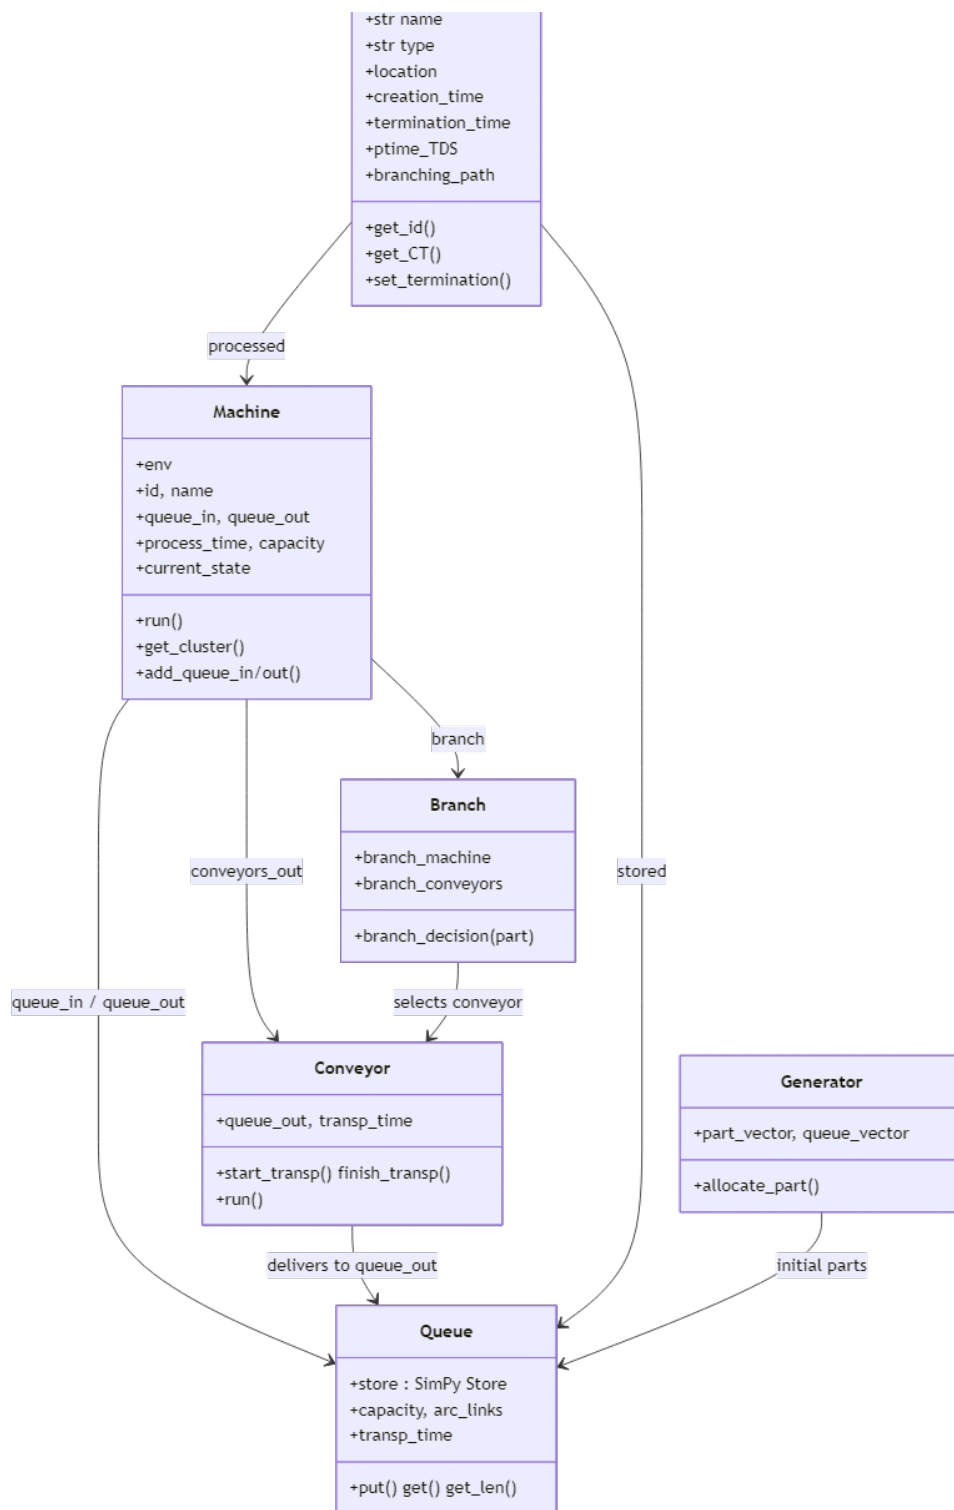 +str name
+str type
+location
+creation_time
+termination_time
+ptime_TDS
+branching_path
+get_id()
+get_CT()
+set_termination()
processed
Machine
+env
+id, name
+queue_in, queue_out
+process_time, capacity
+current_state
+run()
+get_cluster()
+add_queue_in/out()
branch
Branch
+branch_machine
+branch_conveyors
+branch_decision(part)
conveyors_out
stored
queue_in / queue_out
selects conveyor
Conveyor
+queue_out, transp_time
+start_transp() finish_transp()
+run()
Generator
+part_vector, queue_vector
+allocate_part()
delivers to queue_out
initial parts
Queue
+store : SimPy Store
+capacity, arc_links
+transp_time
+put() get() get_len()